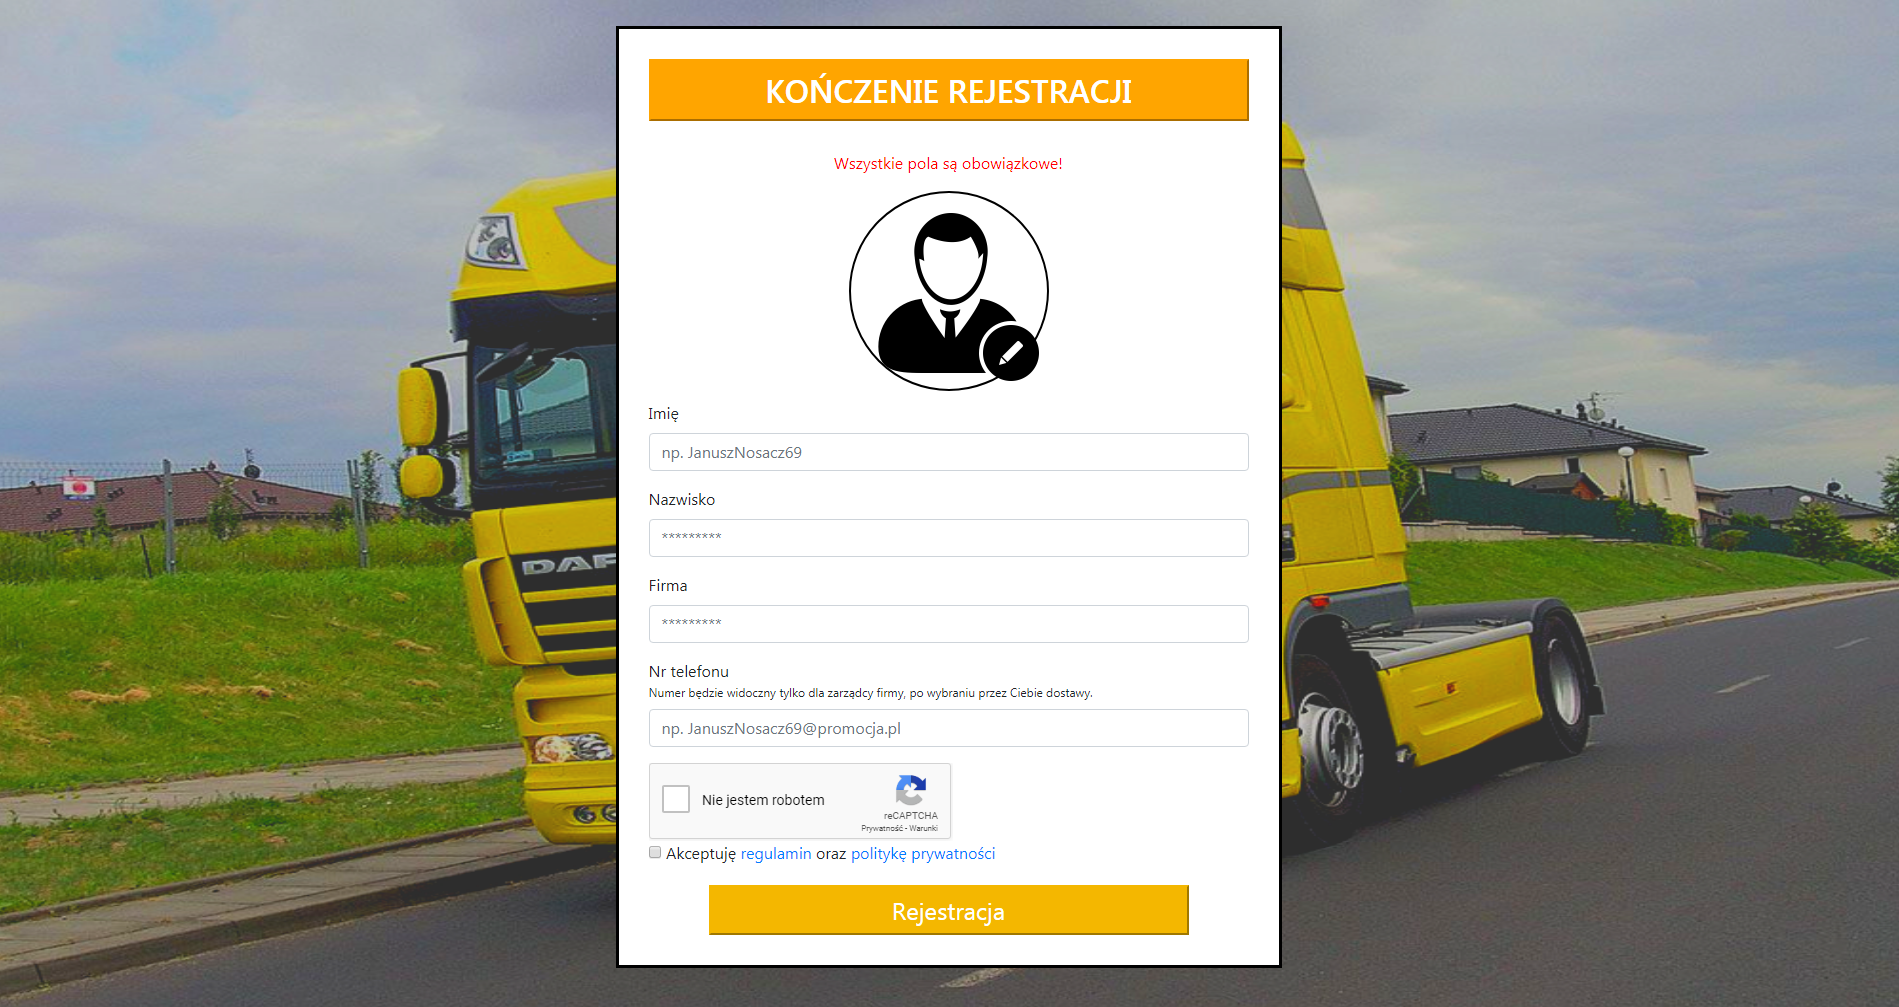 KOŃCZENIE REJESTRACJI
Wszystkie pola są obowiązkowe!
Imię
np. JanuszNosacz69
Nazwisko
*********
Firma
*********
Nr telefonu
Numer będzie widoczny tylko dla zarządcy firmy, po wybraniu przez Ciebie dostawy.
np. JanuszNosacz69@promocja.pl
Nie jestem robotem
reCAPTCHA
Prywatność - Warunki
Akceptuję regulamin oraz politykę prywatności
Rejestracja
DAF